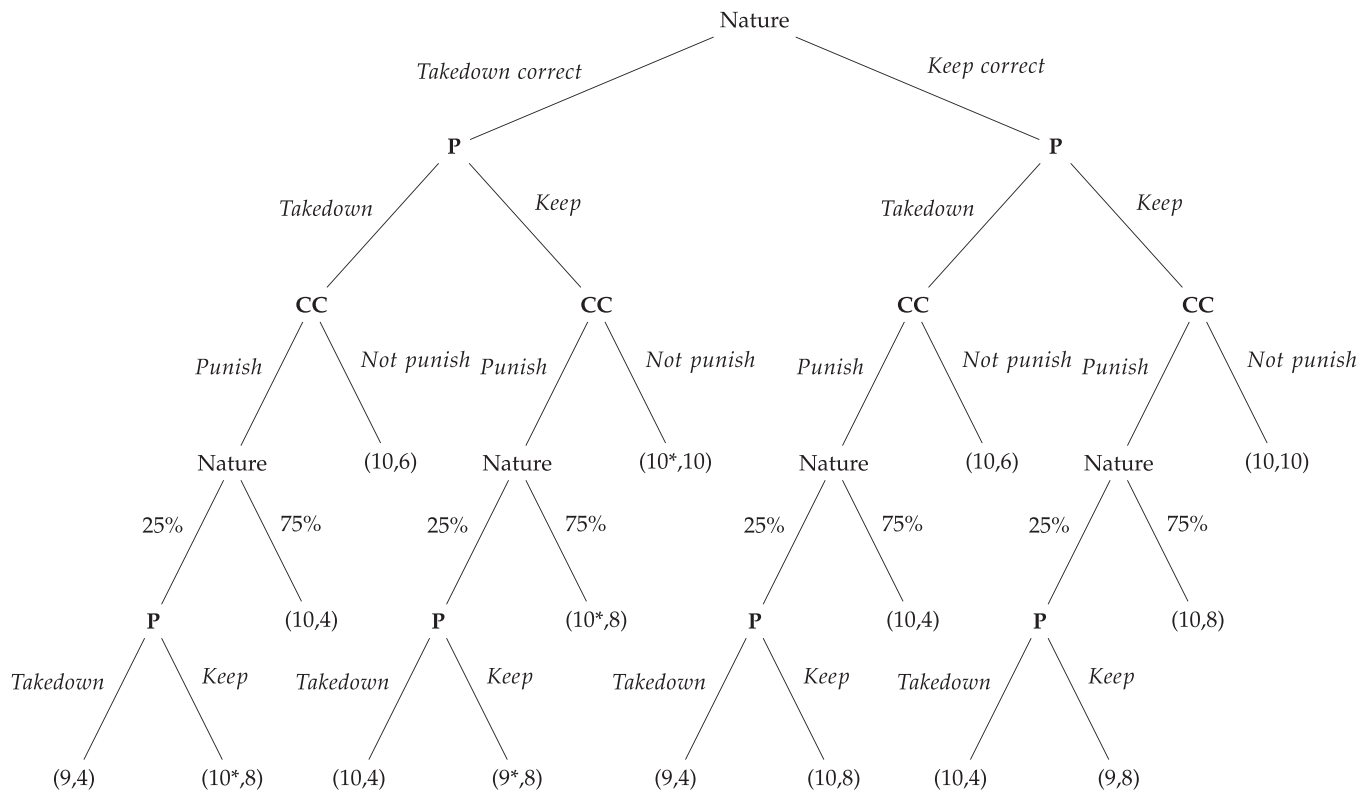 Nature
Takedown correct Keep correct
P P
Takedown Keep Takedown Keep
CC CC CC CC
Punish Not punish Punish Not punish Punish Not punish Punish Not punish
Nature (10,6) Nature (10*,10) Nature (10,6) Nature (10,10)
25% 75% 25% 75% 25% 75% 25% 75%
P (10,4) P (10*,8) P (10,4) P (10,8)
Takedown Keep Takedown Keep Takedown Keep Takedown Keep
(9,4) (10*,8) (10,4) (9*,8) (9,4) (10,8) (10,4) (9,8)